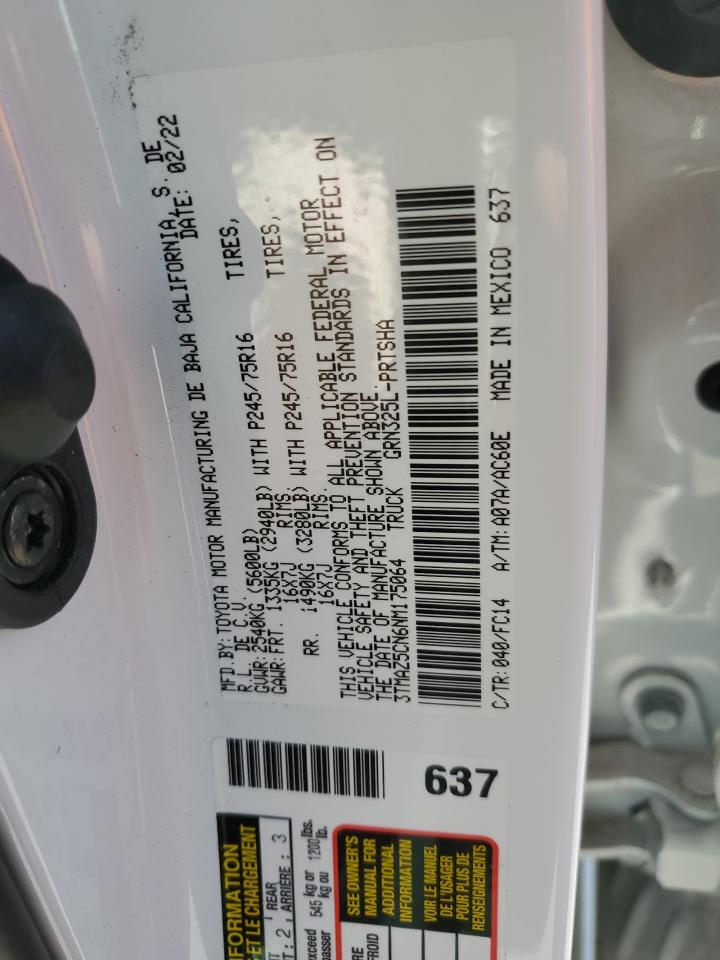 MFD.BY:TOYOTA MOTOR MANUFACTURING DE BAJA CALIFORNIA, S. DE
R.L. DE C.V. DATE: 02/22
GVWR:2540KG (5600LB)
GAWR:FRT. 1335KG (2940LB) WITH P245/75R16 TIRES,
16X7J RIMS,
RR. 1490KG (3280LB) WITH P245/75R16 TIRES,
16X7J RIMS.
THIS VEHICLE CONFORMS TO ALL APPLICABLE FEDERAL MOTOR
VEHICLE SAFETY AND THEFT PREVENTION STANDARDS IN EFFECT ON
THE DATE OF MANUFACTURE SHOWN ABOVE.
3TMAZ5CN6NM175064 TRUCK GRN325L-PRTSHA
C/TR:040/FC14 A/TM:A07A/AC60E MADE IN MEXICO 637
637
INFORMATION
ET LE CHARGEMENT
REAR
2 ARRIÈRE : 3
exceed 545 kg or 1200 lbs.
kg ou lb.
SEE OWNER'S
MANUAL FOR
ADDITIONAL
INFORMATION
VOIR LE MANUEL
DE L'USAGER
POUR PLUS DE
RENSEIGNEMENTS